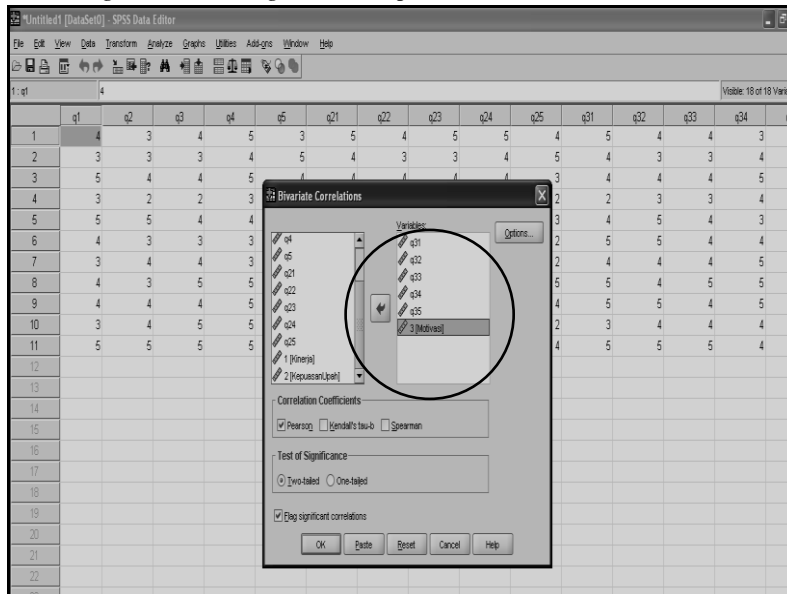 *Untitled1 [DataSet0] - SPSS Data Editor
File Edit View Data Transform Analyze Graphs Utilities Add-ons Window Help
1 : q1 4 Visible: 18 of 18 Vari
q1 q2 q3 q4 q5 q21 q22 q23 q24 q25 q31 q32 q33 q34
1 4 3 4 5 3 5 4 5 5 4 5 4 4 3
2 3 3 3 4 5 4 3 3 4 5 4 3 3 4
3 5 4 4 5 4 4 4 4 4 3 4 4 4 5
4 3 2 2 3 2 2 3 3 4
5 5 5 4 4 3 4 5 4 3
6 4 3 3 3 2 5 5 4 4
7 3 4 4 3 2 4 4 4 5
8 4 3 5 5 5 5 4 5 5
9 4 4 4 5 4 5 5 4 5
10 3 4 5 5 2 3 4 4 4
11 5 5 5 5 4 5 5 5 4
12
13
14
15
16
17
18
19
20
21
22
Bivariate Correlations
Variables:
Options...
q4
q5
q21
q22
q23
q24
q25
1 [Kinerja]
2 [KepuasanUpah]
q31
q32
q33
q34
q35
3 [Motivasi]
Correlation Coefficients
Pearson Kendall's tau-b Spearman
Test of Significance
Two-tailed One-tailed
Flag significant correlations
OK Paste Reset Cancel Help